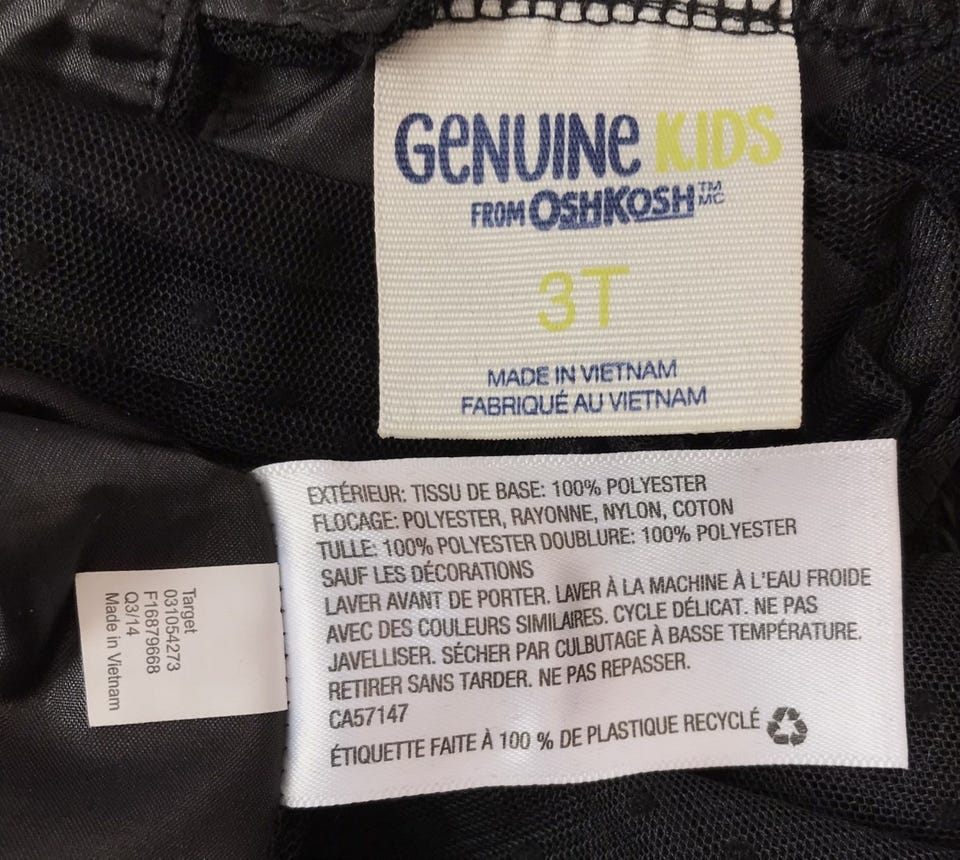 GENUINE KIDS
FROM OSHKOSH TM MC
3T
MADE IN VIETNAM
FABRIQUÉ AU VIETNAM
EXTÉRIEUR: TISSU DE BASE: 100% POLYESTER
FLOCAGE: POLYESTER, RAYONNE, NYLON, COTON
TULLE: 100% POLYESTER DOUBLURE: 100% POLYESTER
SAUF LES DÉCORATIONS
LAVER AVANT DE PORTER. LAVER À LA MACHINE À L'EAU FROIDE
AVEC DES COULEURS SIMILAIRES. CYCLE DÉLICAT. NE PAS
JAVELLISER. SÉCHER PAR CULBUTAGE À BASSE TEMPÉRATURE.
RETIRER SANS TARDER. NE PAS REPASSER.
CA57147
ÉTIQUETTE FAITE À 100 % DE PLASTIQUE RECYCLÉ
Target
031054273
F16879668
Q3/14
Made in Vietnam